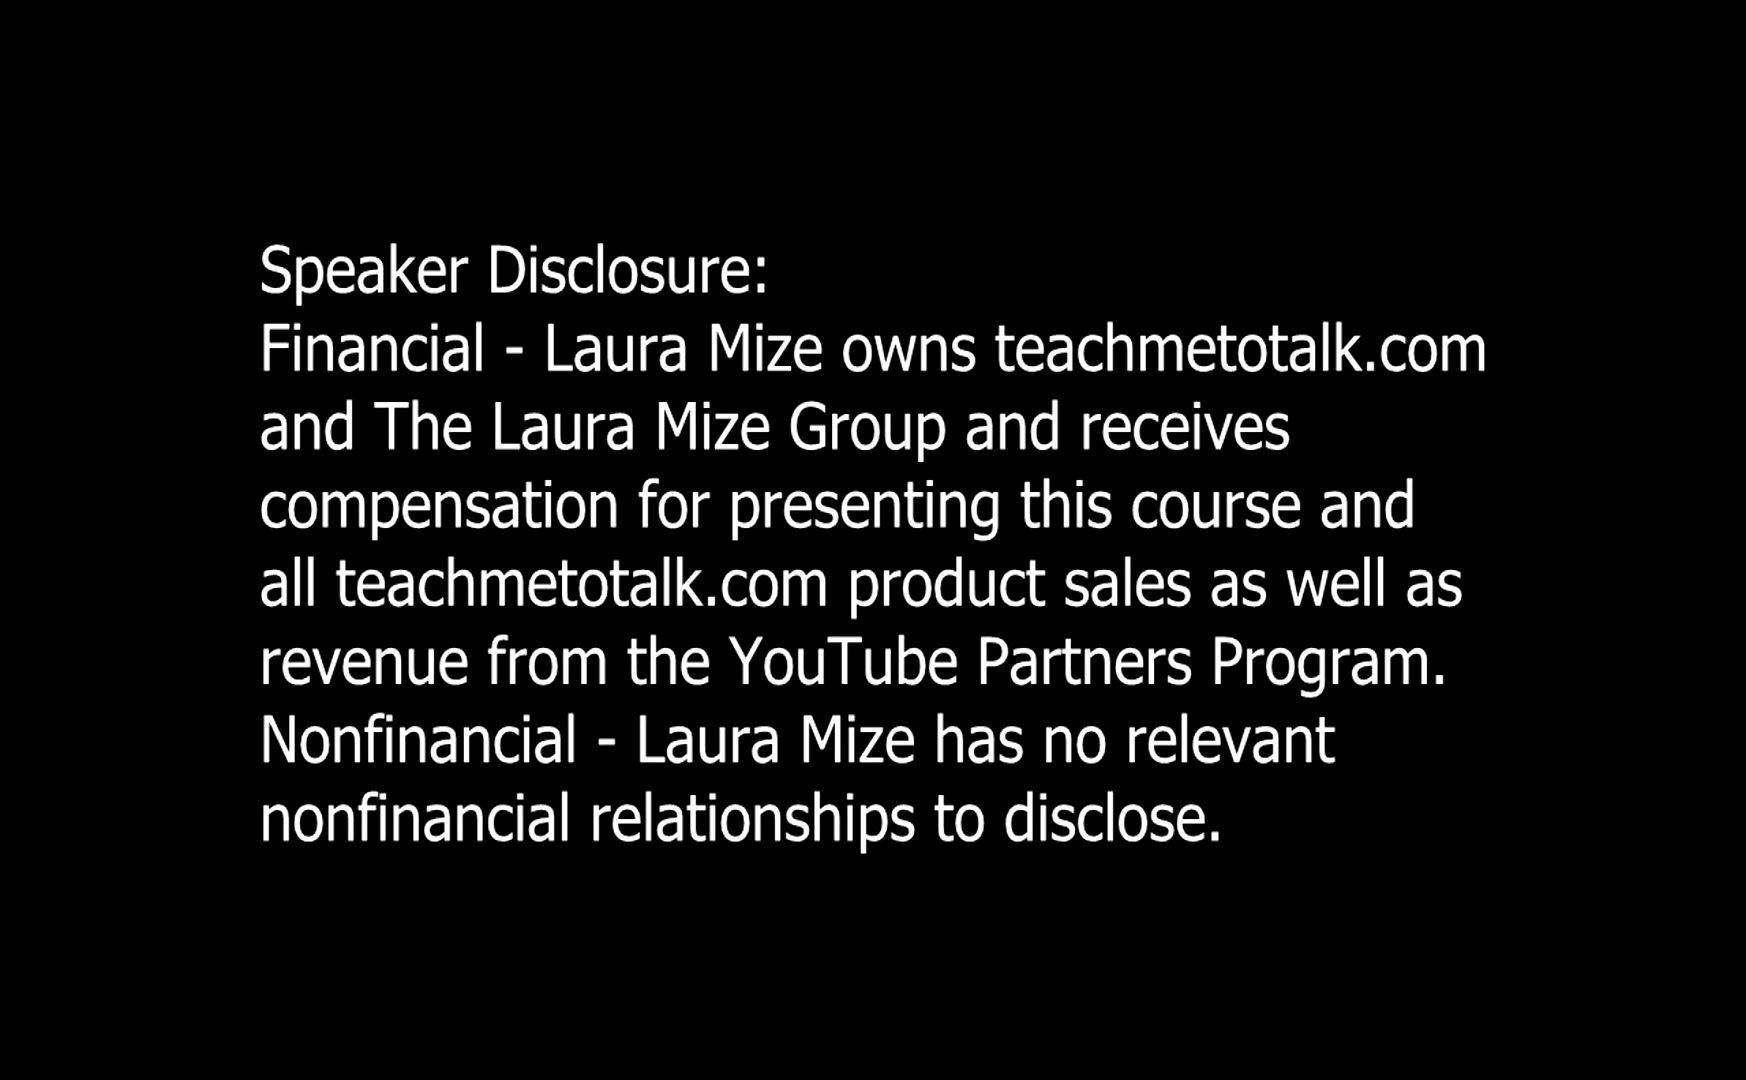 Speaker Disclosure:
Financial - Laura Mize owns teachmetotalk.com
and The Laura Mize Group and receives
compensation for presenting this course and
all teachmetotalk.com product sales as well as
revenue from the YouTube Partners Program.
Nonfinancial - Laura Mize has no relevant
nonfinancial relationships to disclose.